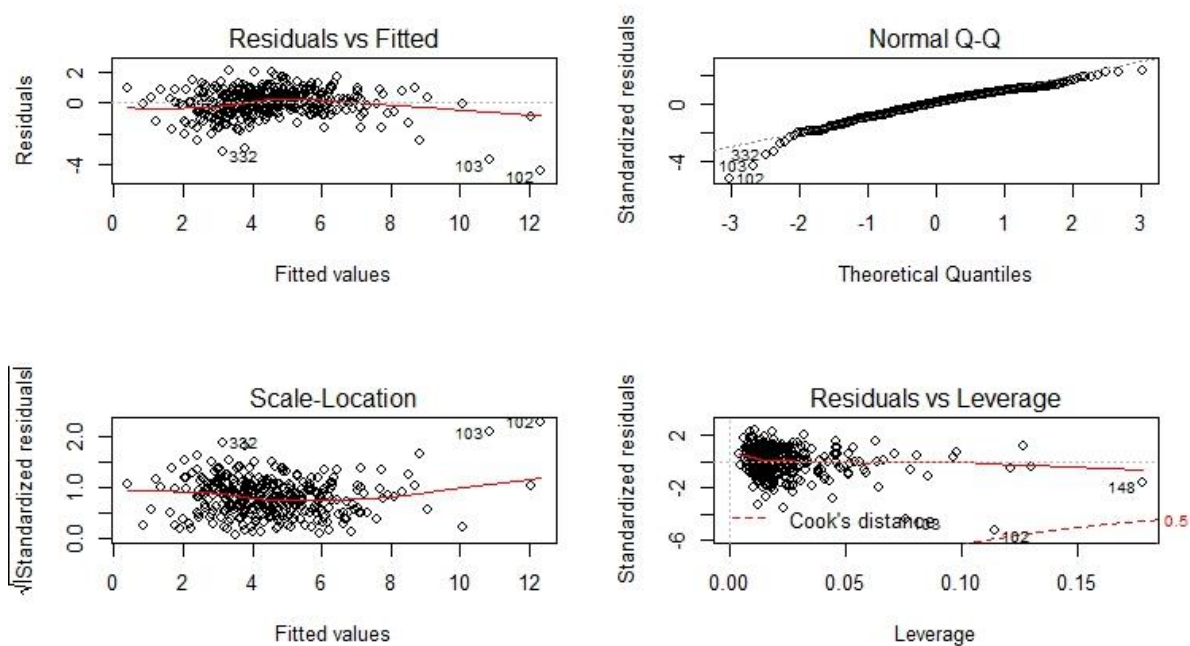 Residuals vs Fitted
Residuals
2
0
-4
332
103
102
0 2 4 6 8 10 12
Fitted values
Normal Q-Q
Standardized residuals
0
-4
332
103
102
-3 -2 -1 0 1 2 3
Theoretical Quantiles
Scale-Location
√|Standardized residuals|
2.0
1.0
0.0
332
103
102
0 2 4 6 8 10 12
Fitted values
Residuals vs Leverage
Standardized residuals
2
-2
-6
148
Cook's distance
103
102
0.5
0.00 0.05 0.10 0.15
Leverage